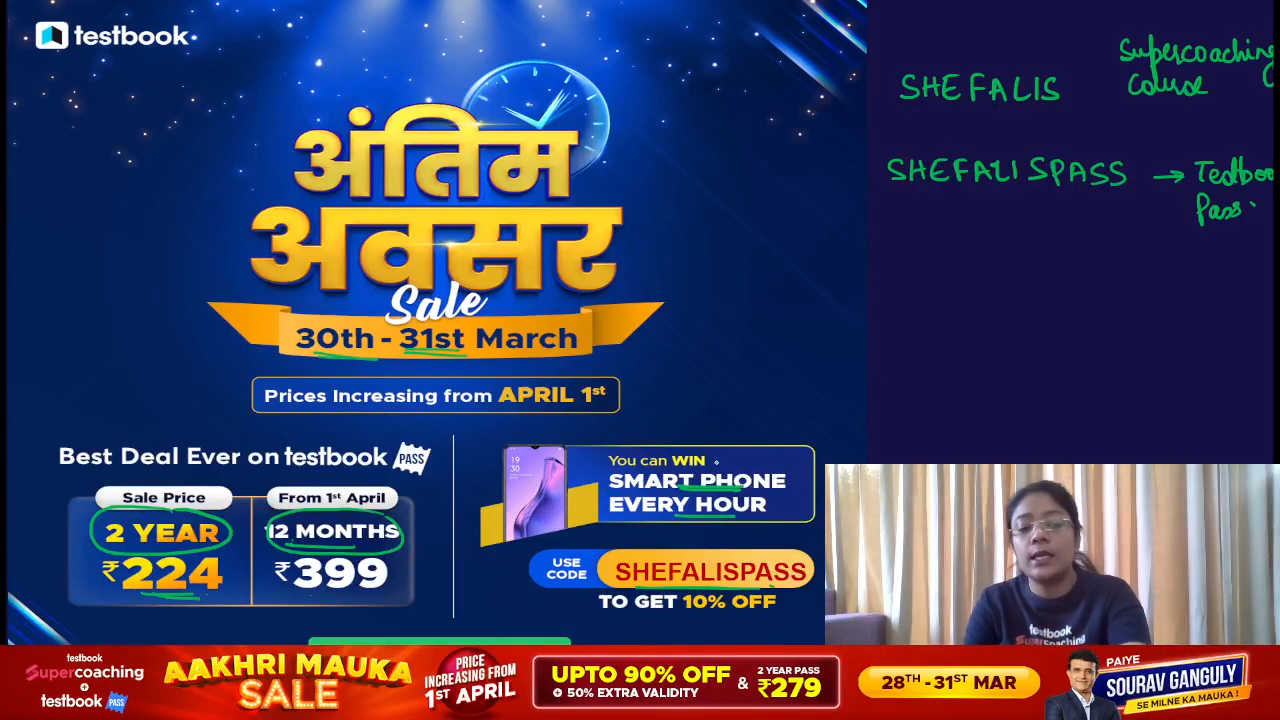 testbook
अंतिम
अवसर
Sale
30th - 31st March
Prices Increasing from APRIL 1st
Best Deal Ever on testbook PASS
Sale Price
2 YEAR
₹224
From 1st April
12 MONTHS
₹399
19
30
You can WIN
SMART PHONE
EVERY HOUR
USE
CODE
SHEFALISPASS
TO GET 10% OFF
SHEFALIS
Supercoaching
course
SHEFALISPASS → Testboo
Pass.
testbook
SuperCoaching
testbook
Supercoaching
+
testbook PASS
AAKHRI MAUKA
SALE
PRICE
INCREASING FROM
1ST APRIL
UPTO 90% OFF
+ 50% EXTRA VALIDITY
&
2 YEAR PASS
₹279
28TH - 31ST MAR
PAIYE
SOURAV GANGULY
SE MILNE KA MAUKA !